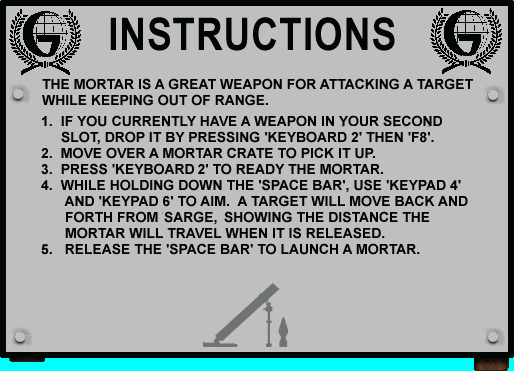 INSTRUCTIONS
THE MORTAR IS A GREAT WEAPON FOR ATTACKING A TARGET
WHILE KEEPING OUT OF RANGE.
1. IF YOU CURRENTLY HAVE A WEAPON IN YOUR SECOND
SLOT, DROP IT BY PRESSING 'KEYBOARD 2' THEN 'F8'.
2. MOVE OVER A MORTAR CRATE TO PICK IT UP.
3. PRESS 'KEYBOARD 2' TO READY THE MORTAR.
4. WHILE HOLDING DOWN THE 'SPACE BAR', USE 'KEYPAD 4'
AND 'KEYPAD 6' TO AIM. A TARGET WILL MOVE BACK AND
FORTH FROM SARGE, SHOWING THE DISTANCE THE
MORTAR WILL TRAVEL WHEN IT IS RELEASED.
5. RELEASE THE 'SPACE BAR' TO LAUNCH A MORTAR.